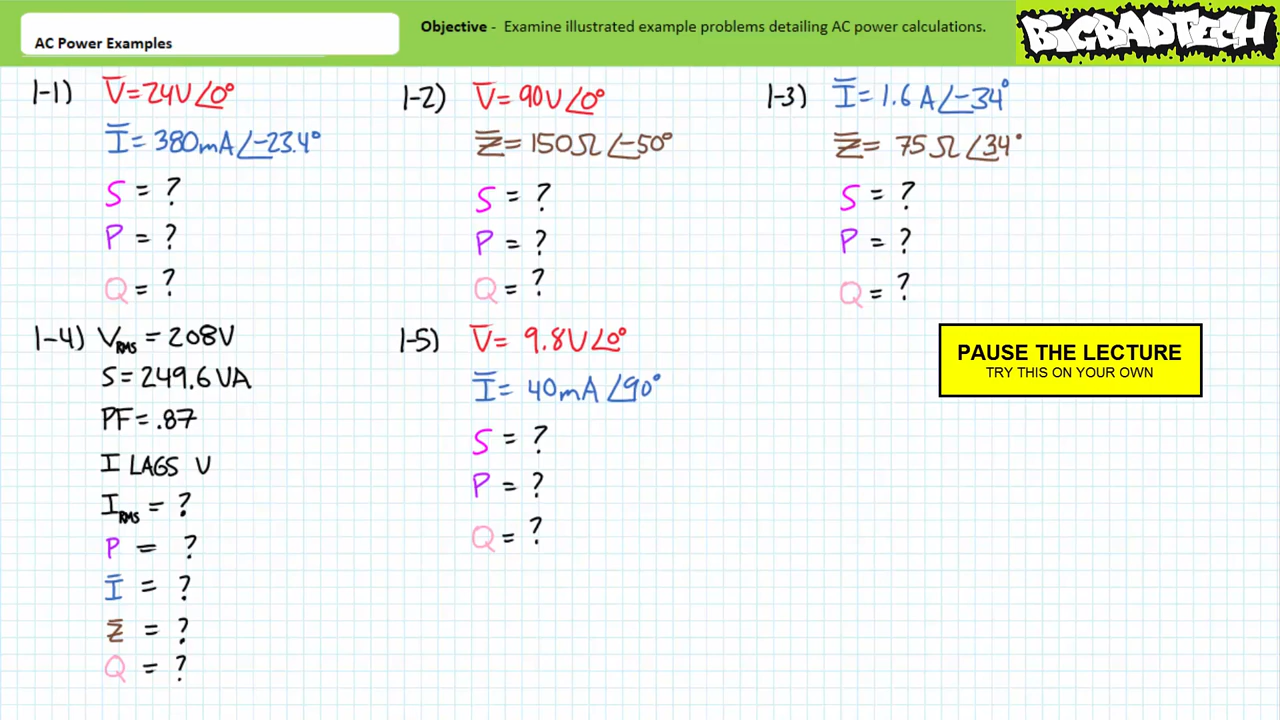 AC Power Examples
Objective - Examine illustrated example problems detailing AC power calculations.
BIGBADTECH
1-1) V̅ = 24V∠0°
I̅ = 380mA∠-23.4°
S = ?
P = ?
Q = ?
1-2) V̅ = 90V∠0°
Z̅ = 150Ω∠-50°
S = ?
P = ?
Q = ?
1-3) I̅ = 1.6A∠-34°
Z̅ = 75Ω∠34°
S = ?
P = ?
Q = ?
1-4) VRMS = 208V
S = 249.6VA
PF = .87
I LAGS V
IRMS = ?
P = ?
I̅ = ?
Z̅ = ?
Q = ?
1-5) V̅ = 9.8V∠0°
I̅ = 40mA∠90°
S = ?
P = ?
Q = ?
PAUSE THE LECTURE
TRY THIS ON YOUR OWN